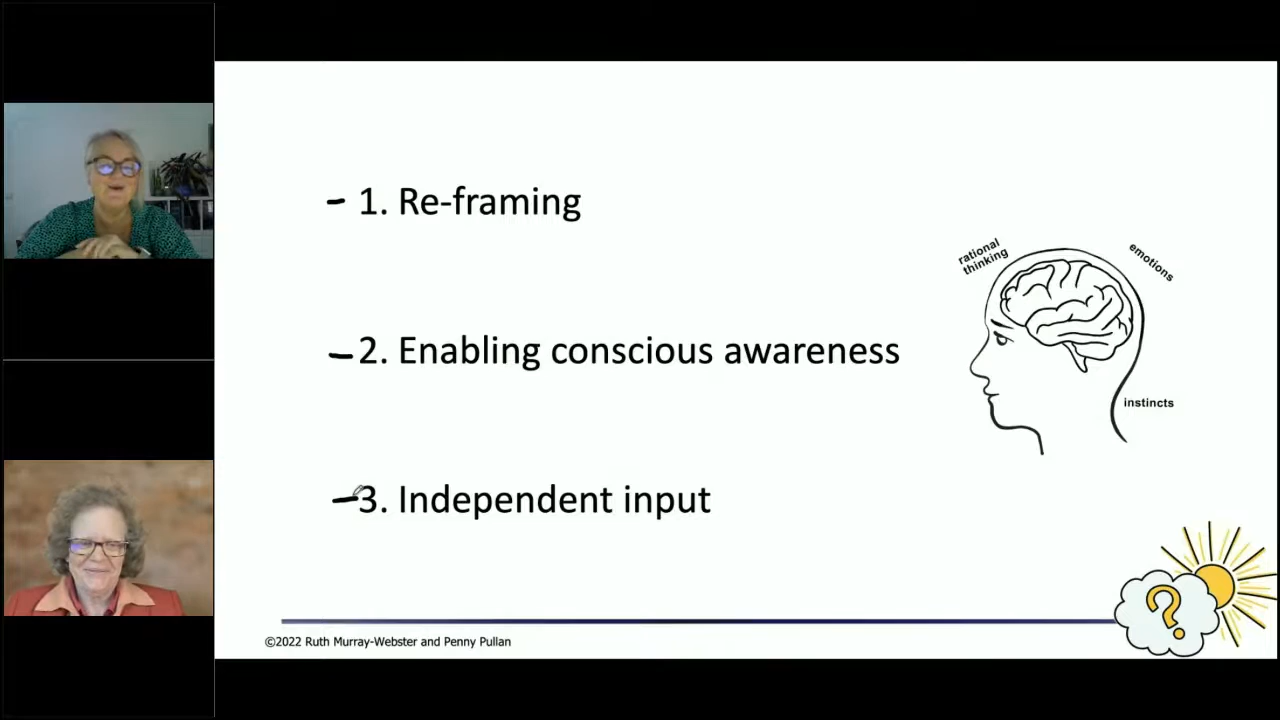 1. Re-framing
rational
thinking
emotions
2. Enabling conscious awareness
instincts
3. Independent input
?
©2022 Ruth Murray-Webster and Penny Pullan